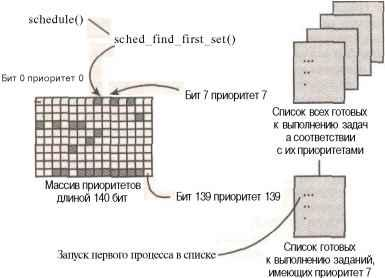 schedule()
sched_find_first_set()
Бит 0 приоритет 0
Бит 7 приоритет 7
Список всех готовых
к выполнению задач
а соответствии
с их приоритетами
Массив приоритетов
длиной 140 бит
Бит 139 приоритет 139
Запуск первого процесса в списке
Список готовых
к выполнению заданий,
имеющих приоритет 7